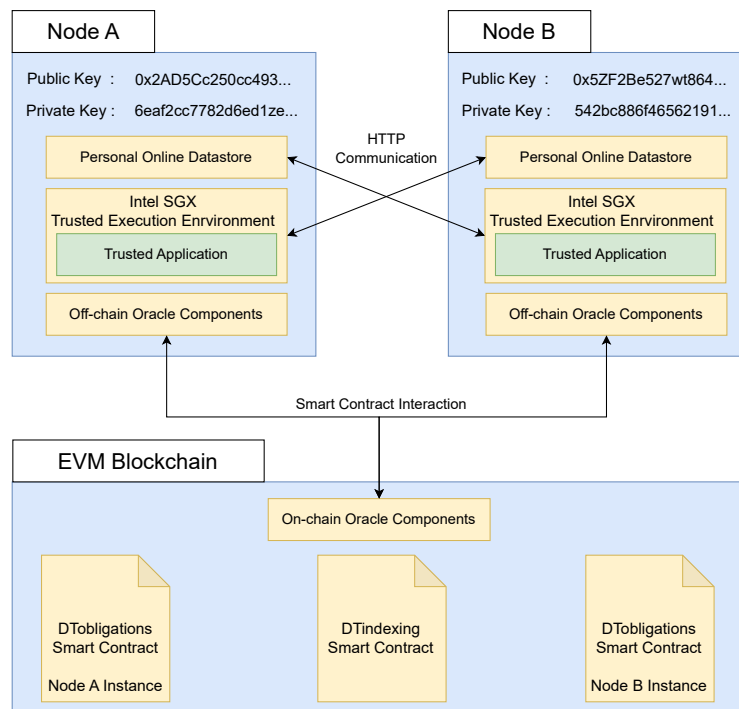 Node A
Public Key : 0x2AD5Cc250cc493...
Private Key : 6eaf2cc7782d6ed1ze...
Personal Online Datastore
Intel SGX
Trusted Execution Enrvironment
Trusted Application
Off-chain Oracle Components
HTTP
Communication
Node B
Public Key : 0x5ZF2Be527wt864...
Private Key : 542bc886f46562191...
Personal Online Datastore
Intel SGX
Trusted Execution Enrvironment
Trusted Application
Off-chain Oracle Components
Smart Contract Interaction
EVM Blockchain
On-chain Oracle Components
DTobligations
Smart Contract
Node A Instance
DTindexing
Smart Contract
DTobligations
Smart Contract
Node B Instance